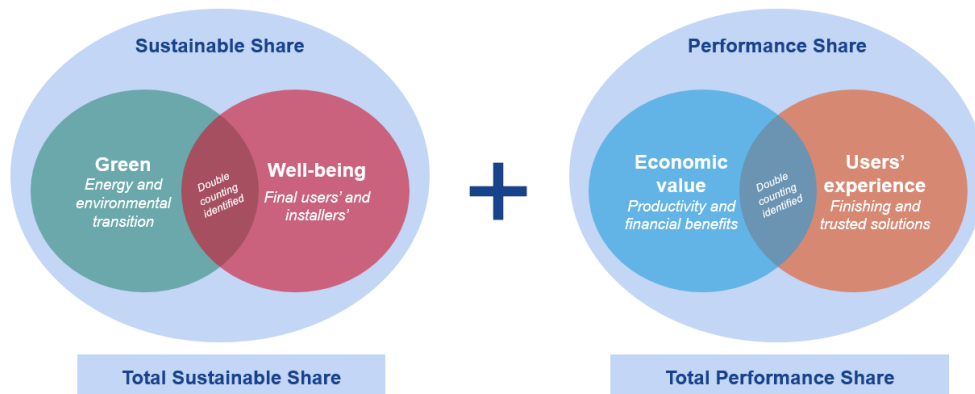 Sustainable Share
Green
Energy and
environmental
transition
Double
counting
identified
Well-being
Final users' and
installers'
Total Sustainable Share
+
Performance Share
Economic
value
Productivity and
financial benefits
Double
counting
identified
Users'
experience
Finishing and
trusted solutions
Total Performance Share